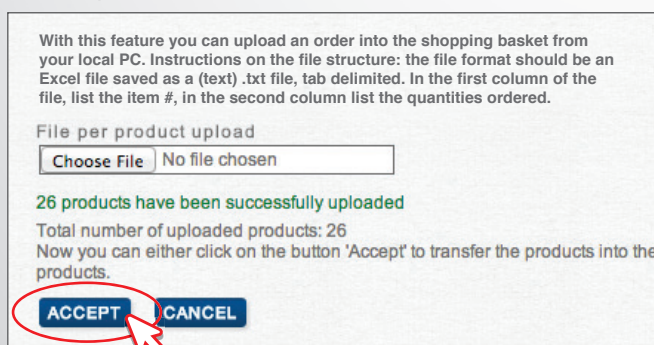 With this feature you can upload an order into the shopping basket from
your local PC. Instructions on the file structure: the file format should be an
Excel file saved as a (text) .txt file, tab delimited. In the first column of the
file, list the item #, in the second column list the quantities ordered.
File per product upload
Choose File No file chosen
26 products have been successfully uploaded
Total number of uploaded products: 26
Now you can either click on the button 'Accept' to transfer the products into the
products.
ACCEPT CANCEL